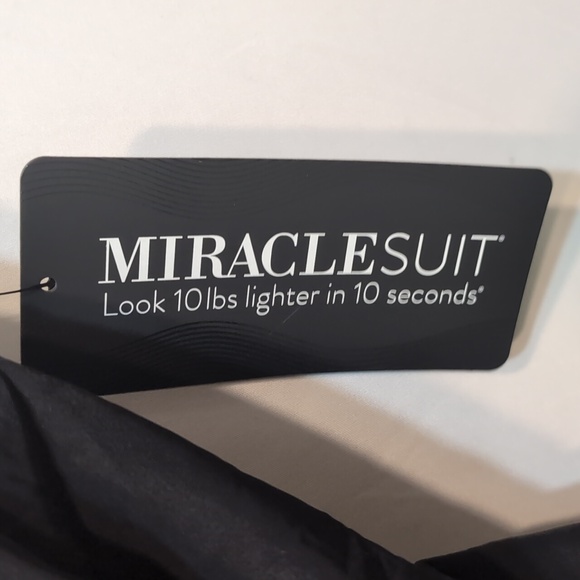 MIRACLESUIT®
Look 10lbs lighter in 10 seconds®